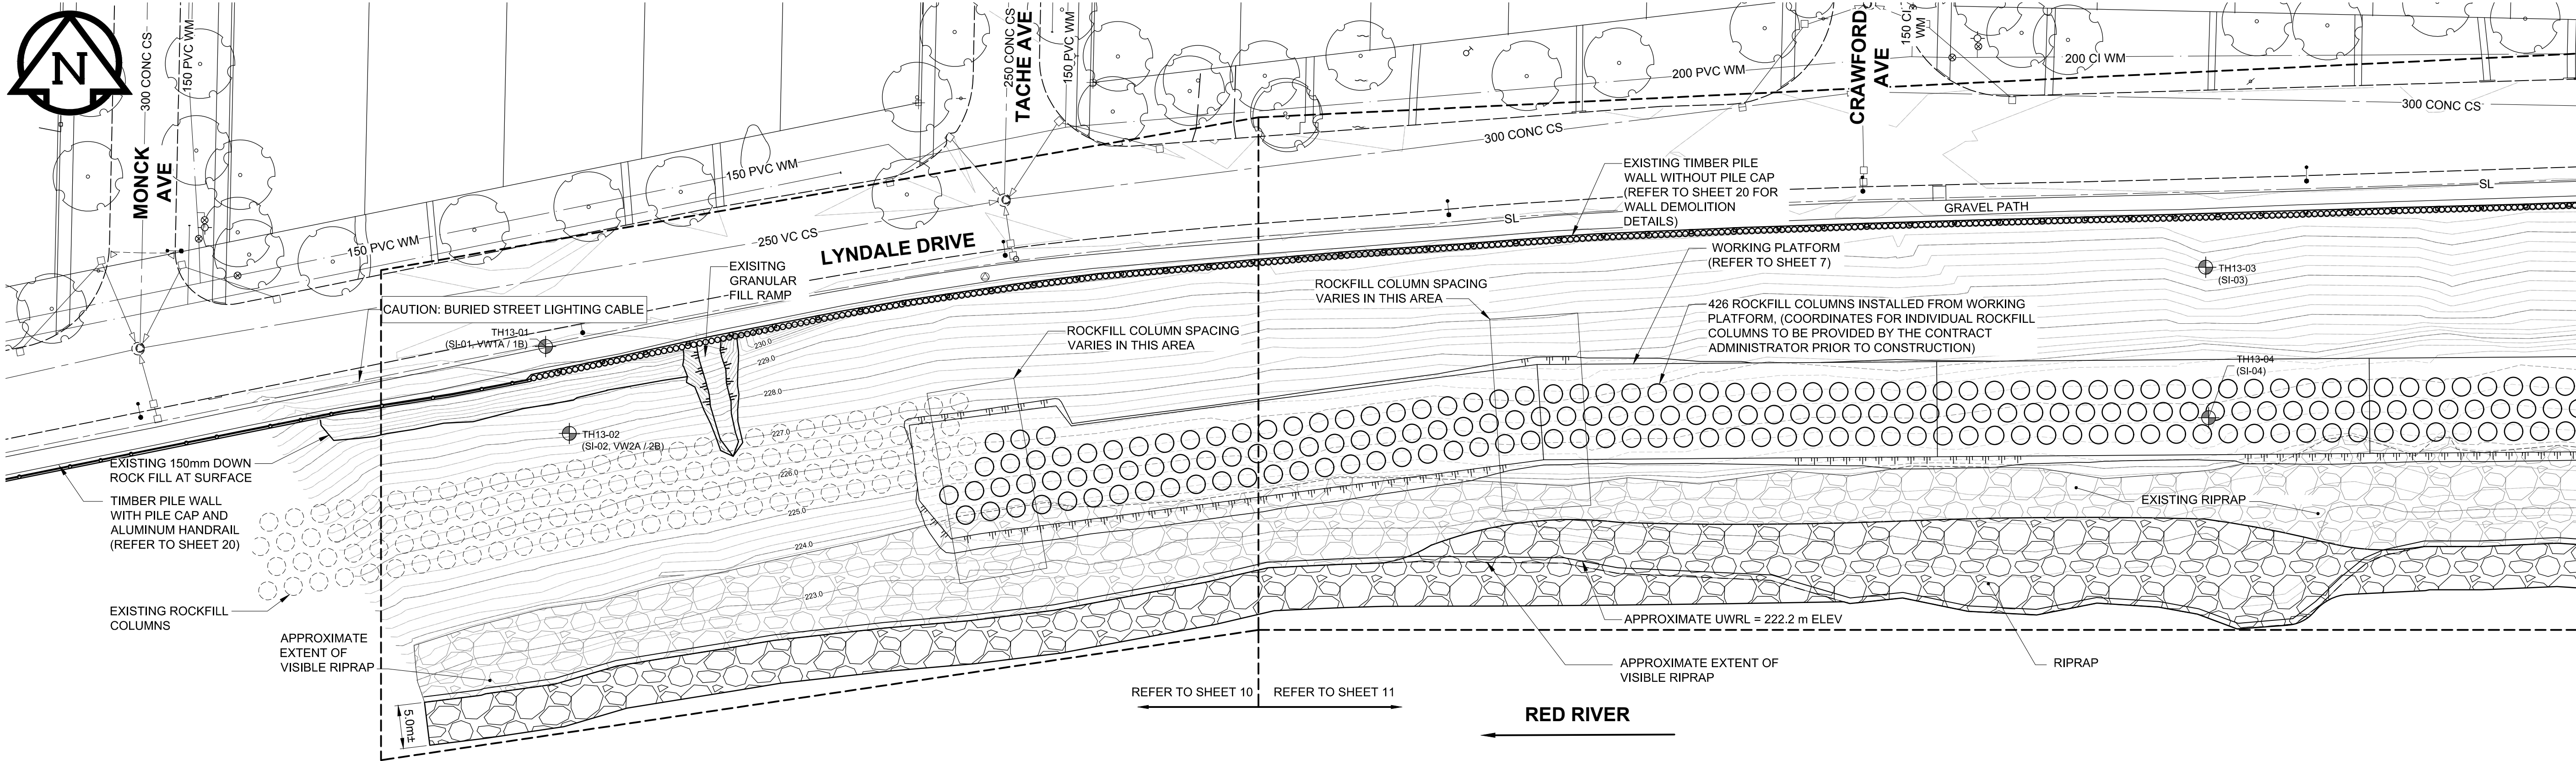 N
300 CONC CS
150 PVC WM
MONCK
AVE
250 CONC CS
TACHE AVE
150 PVC WM
CRAWFORD
AVE
150 CI
WM
200 PVC WM
200 CI WM
300 CONC CS
300 CONC CS
150 PVC WM
150 PVC WM
250 VC CS
LYNDALE DRIVE
SL
SL
GRAVEL PATH
EXISTING TIMBER PILE
WALL WITHOUT PILE CAP
(REFER TO SHEET 20 FOR
WALL DEMOLITION
DETAILS)
WORKING PLATFORM
(REFER TO SHEET 7)
EXISITNG
GRANULAR
FILL RAMP
CAUTION: BURIED STREET LIGHTING CABLE
TH13-01
(SI-01, VW1A / 1B)
TH13-03
(SI-03)
ROCKFILL COLUMN SPACING
VARIES IN THIS AREA
ROCKFILL COLUMN SPACING
VARIES IN THIS AREA
426 ROCKFILL COLUMNS INSTALLED FROM WORKING
PLATFORM, (COORDINATES FOR INDIVIDUAL ROCKFILL
COLUMNS TO BE PROVIDED BY THE CONTRACT
ADMINISTRATOR PRIOR TO CONSTRUCTION)
TH13-04
(SI-04)
230.0
229.0
228.0
227.0
226.0
225.0
224.0
223.0
TH13-02
(SI-02, VW2A / 2B)
EXISTING 150mm DOWN
ROCK FILL AT SURFACE
TIMBER PILE WALL
WITH PILE CAP AND
ALUMINUM HANDRAIL
(REFER TO SHEET 20)
EXISTING RIPRAP
EXISTING ROCKFILL
COLUMNS
APPROXIMATE
EXTENT OF
VISIBLE RIPRAP
APPROXIMATE UWRL = 222.2 m ELEV
APPROXIMATE EXTENT OF
VISIBLE RIPRAP
RIPRAP
5.0m±
REFER TO SHEET 10
REFER TO SHEET 11
RED RIVER